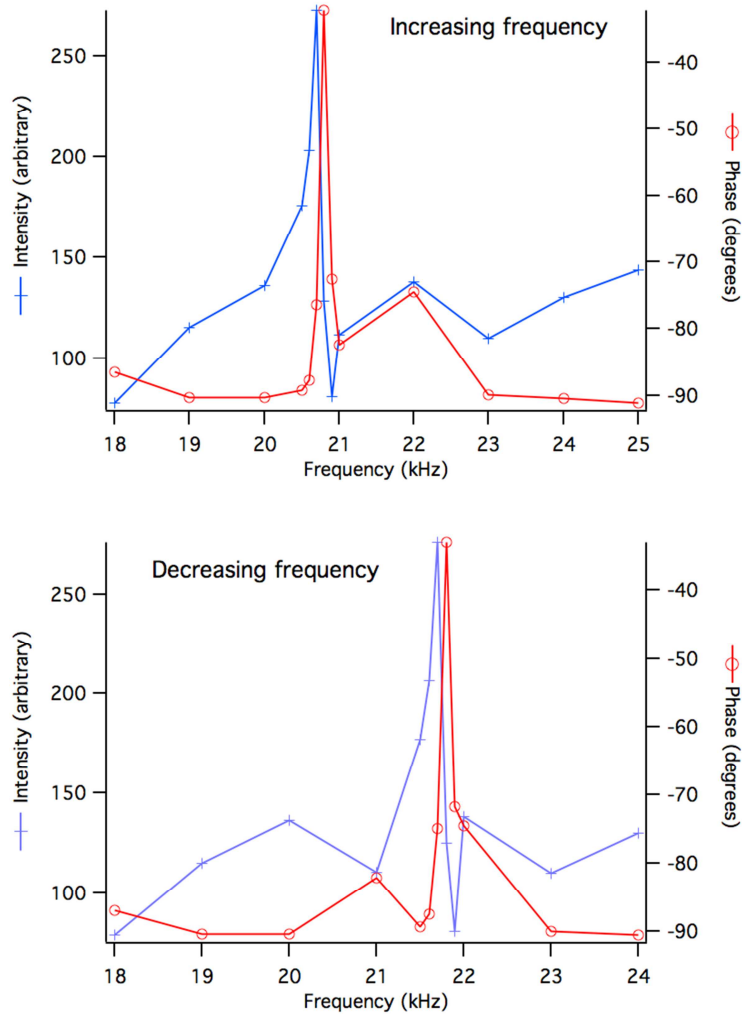 Increasing frequency
250
200
150
100
Intensity (arbitrary)
-40
-50
-60
-70
-80
-90
Phase (degrees)
18 19 20 21 22 23 24 25
Frequency (kHz)
Decreasing frequency
250
200
150
100
Intensity (arbitrary)
-40
-50
-60
-70
-80
-90
Phase (degrees)
18 19 20 21 22 23 24
Frequency (kHz)